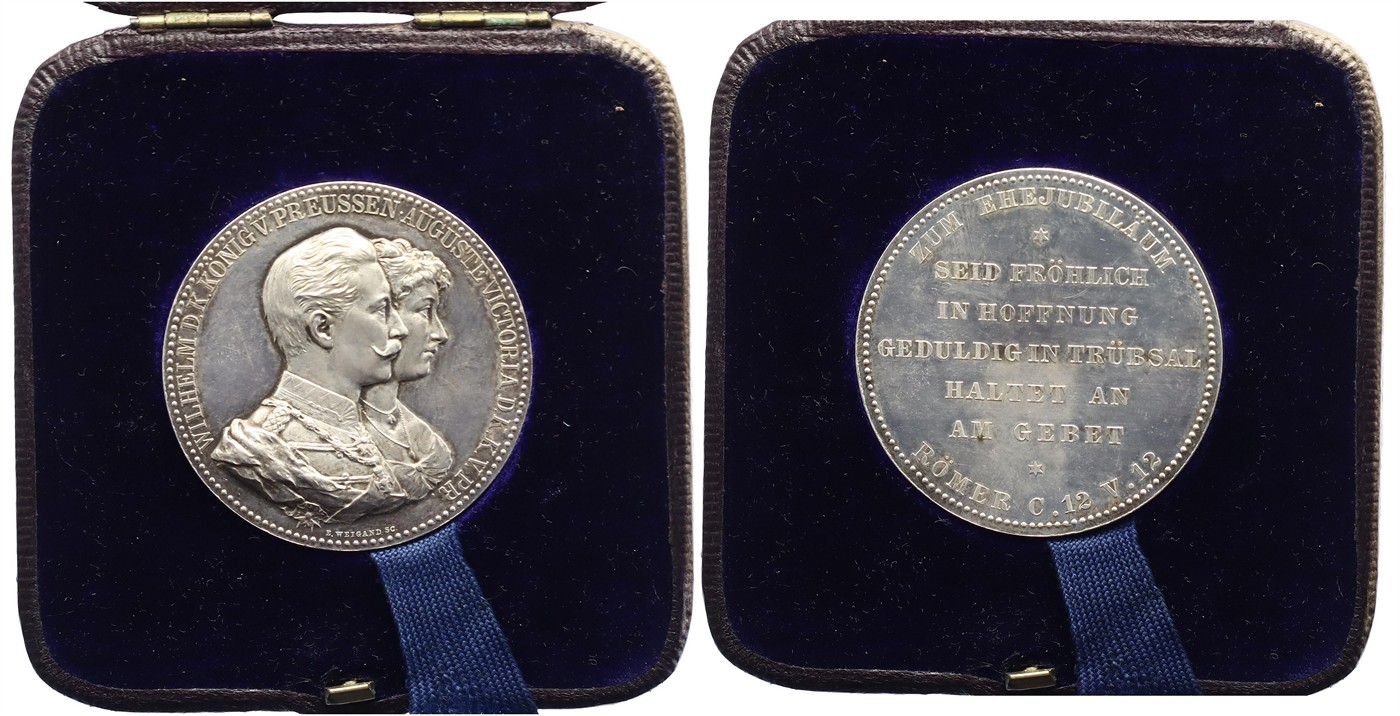 WILHELM D.K.KÖNIG V. PREUSSEN · AUGUSTE VICTORIA D.K.K.V.PR.
E. WEIGAND SC.
ZUM EHEJUBILÄUM
SEID FRÖHLICH
IN HOFFNUNG
GEDULDIG IN TRÜBSAL
HALTET AN
AM GEBET
RÖMER C. 12 V. 12